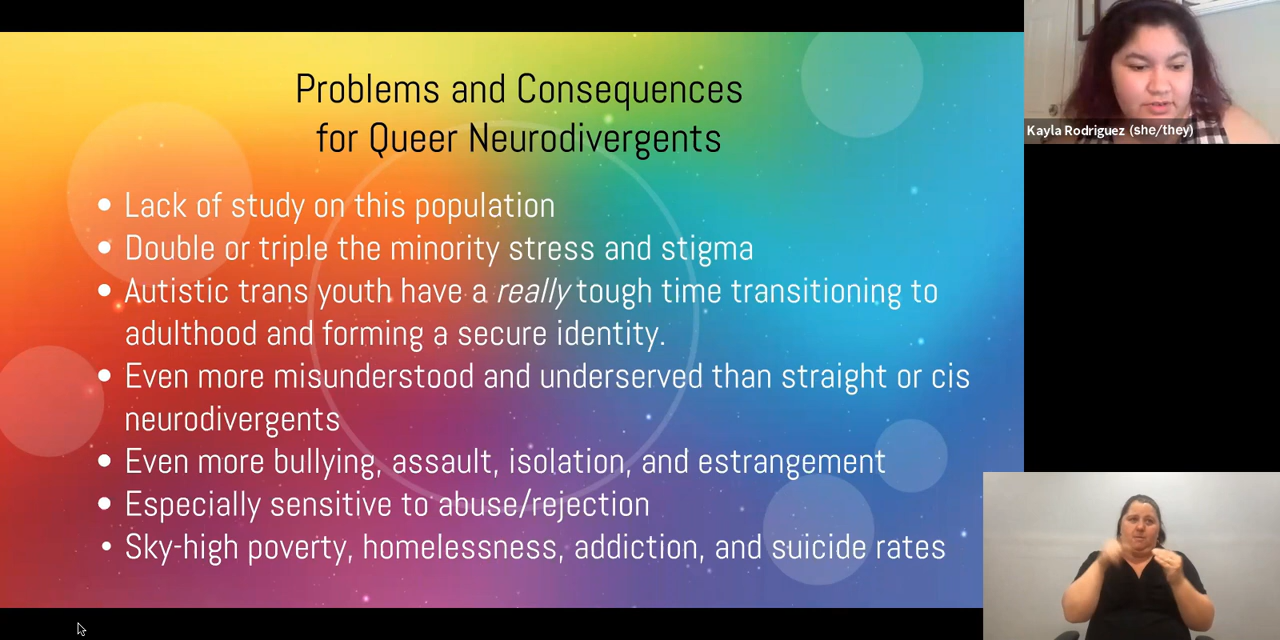 Problems and Consequences
for Queer Neurodivergents
• Lack of study on this population
• Double or triple the minority stress and stigma
• Autistic trans youth have a really tough time transitioning to
adulthood and forming a secure identity.
• Even more misunderstood and underserved than straight or cis
neurodivergents
• Even more bullying, assault, isolation, and estrangement
• Especially sensitive to abuse/rejection
• Sky-high poverty, homelessness, addiction, and suicide rates
Kayla Rodriguez (she/they)